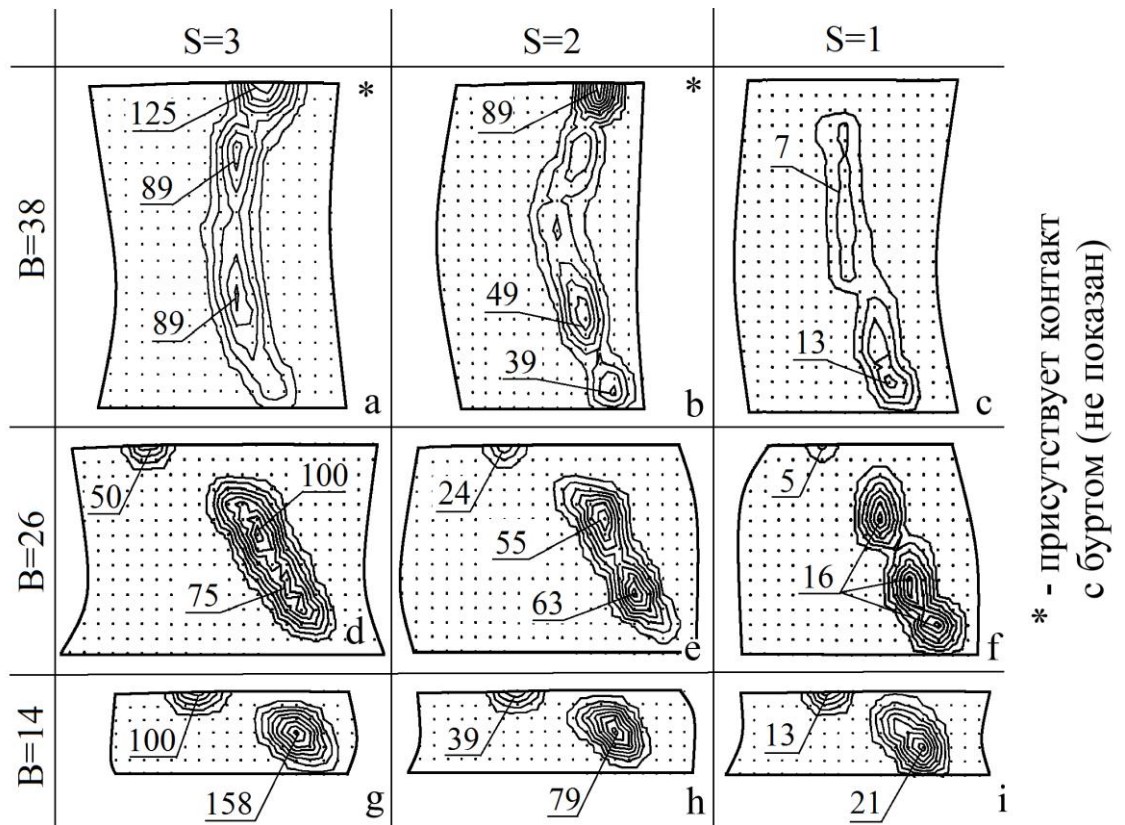 S=3 S=2 S=1
B=38
125
89
89
*
a
89
49
39
*
b
7
13
c
B=26
50
100
75
d
24
55
63
e
5
16
f
B=14
100
158
g
39
79
h
13
21
i
* - присутствует контакт
с буртом (не показан)